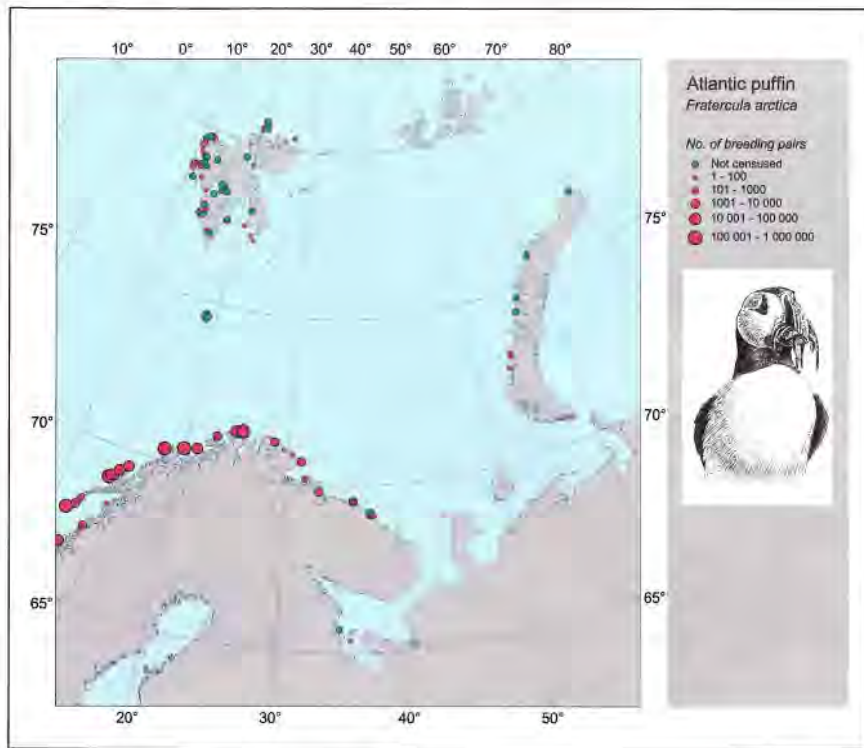 10° 0° 10° 20° 30° 40° 50° 60° 70° 80°
Atlantic puffin
Fratercula arctica
No. of breeding pairs
Not censused
1 - 100
101 - 1000
1001 - 10 000
10 001 - 100 000
100 001 - 1 000 000
75° 75°
70° 70°
65° 65°
20° 30° 40° 50°